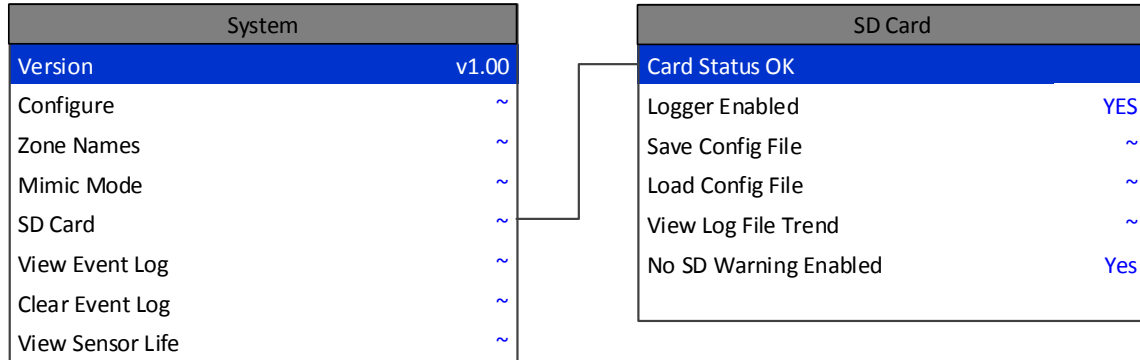 System
Version v1.00
Configure ~
Zone Names ~
Mimic Mode ~
SD Card ~
View Event Log ~
Clear Event Log ~
View Sensor Life ~
SD Card
Card Status OK
Logger Enabled YES
Save Config File ~
Load Config File ~
View Log File Trend ~
No SD Warning Enabled Yes